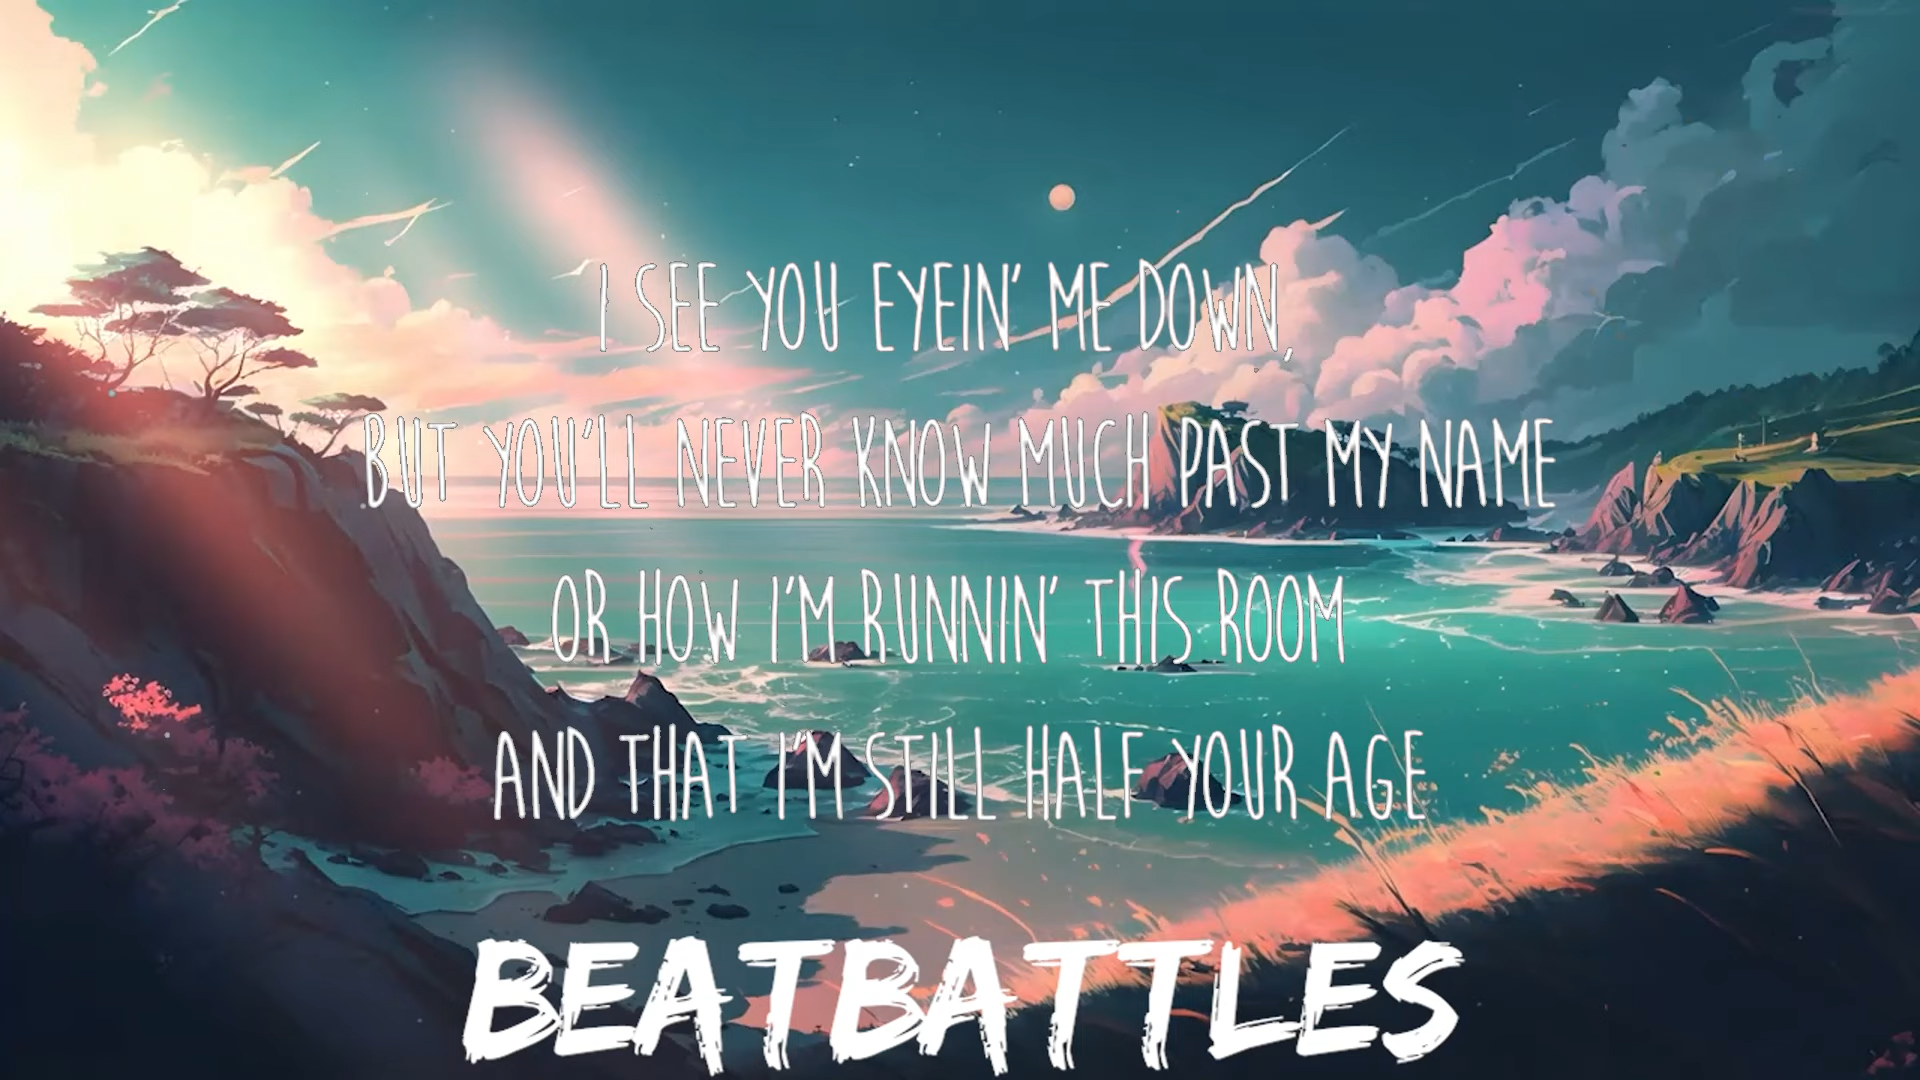 I SEE YOU EYEIN' ME DOWN,
BUT YOU'LL NEVER KNOW MUCH PAST MY NAME
OR HOW I'M RUNNIN' THIS ROOM
AND THAT I'M STILL HALF YOUR AGE
BEATBATTLES